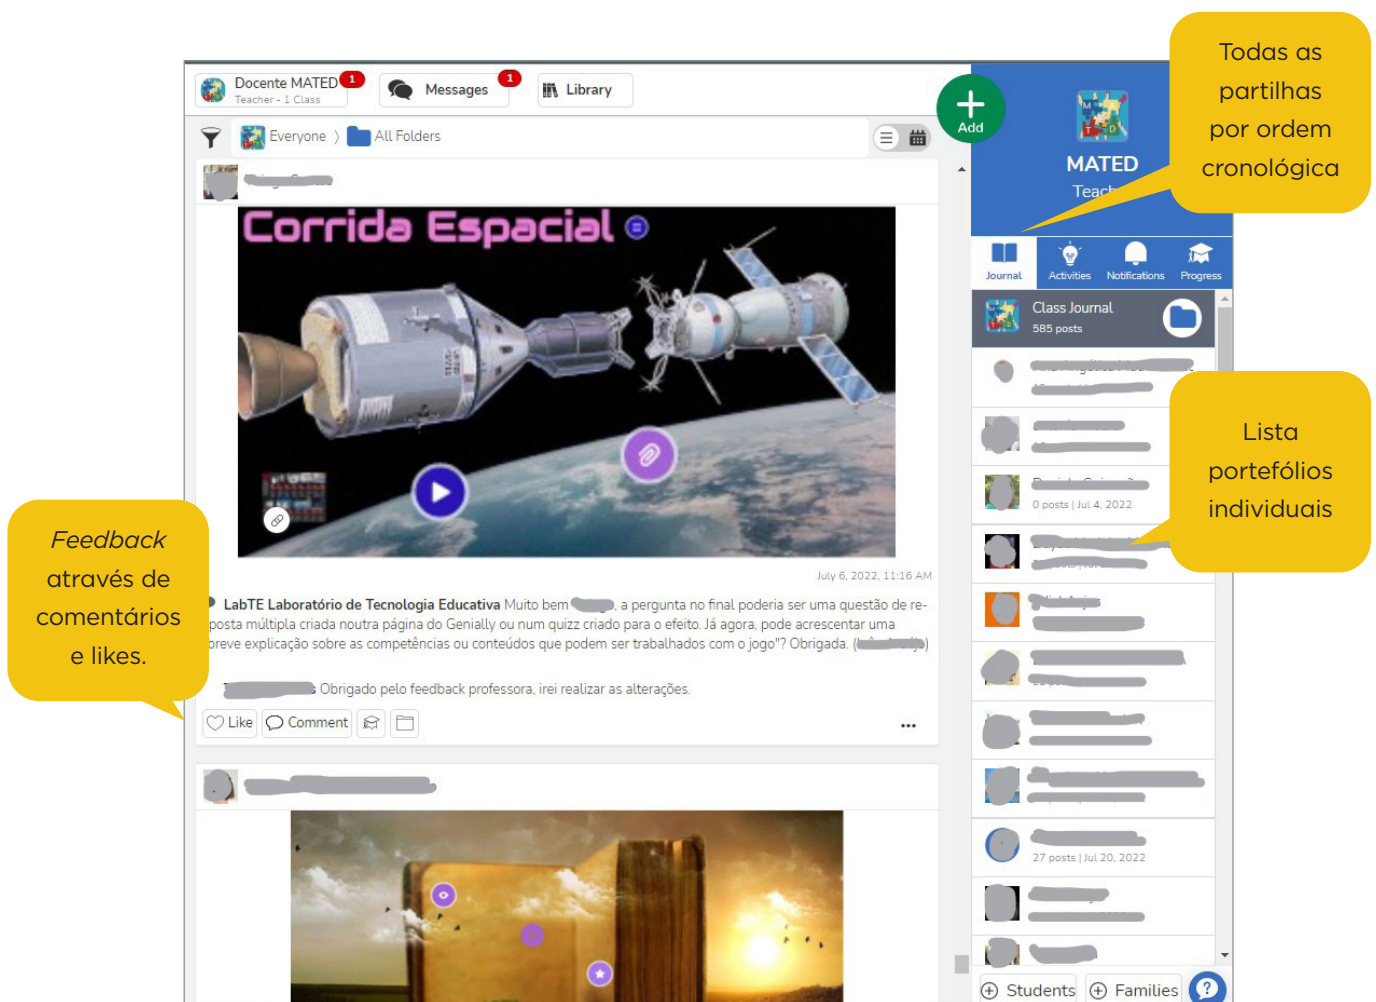 Todas as
partilhas
por ordem
cronológica
Docente MATED
1
Teacher - 1 Class
Messages
1
Library
Add
Everyone
All Folders
MATED
Corrida Espacial
Journal
Activities
Notifications
Progress
Class Journal
585 posts
0 posts | Jul 4, 2022
Lista
portefólios
individuais
Feedback
através de
comentários
e likes.
July 6, 2022, 11:16 AM
LabTE Laboratório de Tecnologia Educativa Muito bem , a pergunta no final poderia ser uma questão de re-
posta múltipla criada noutra página do Genially ou num quizz criado para o efeito. Já agora, pode acrescentar uma
breve explicação sobre as competências ou conteúdos que podem ser trabalhados com o jogo"? Obrigada. ( )
Obrigado pelo feedback professora, irei realizar as alterações.
Like
Comment
27 posts | Jul 20, 2022
Students
Families